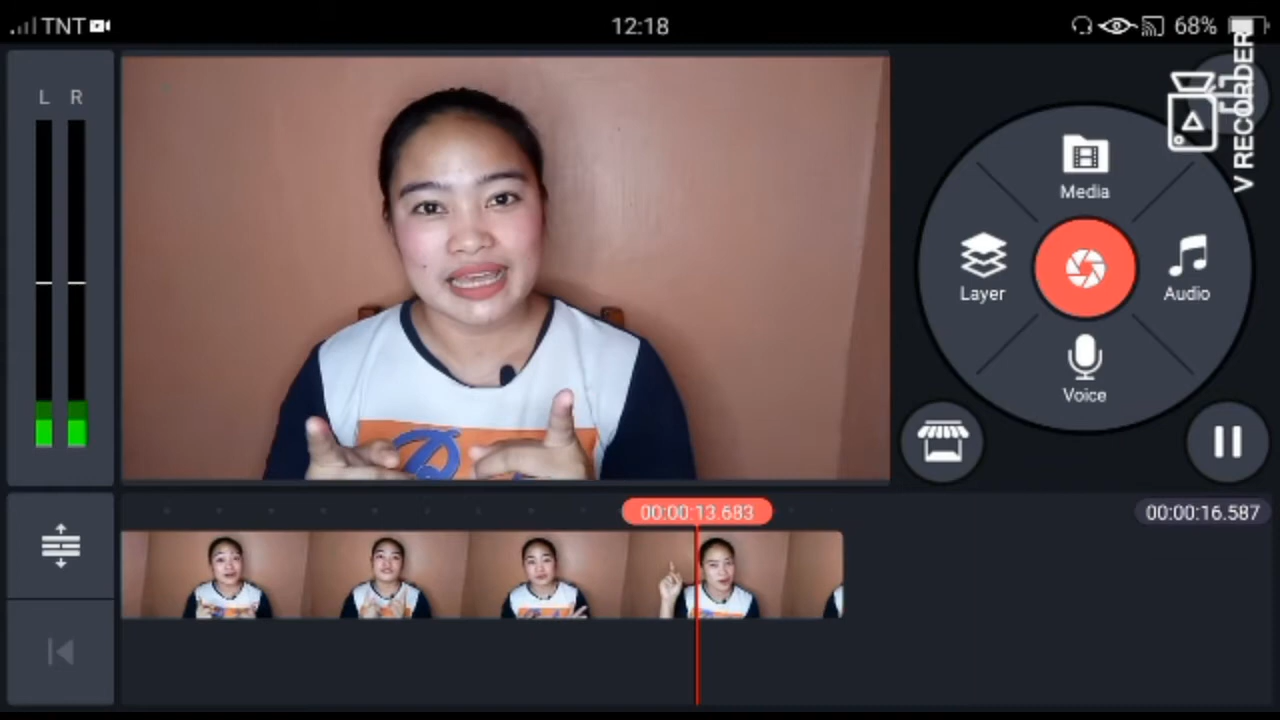 TNT
12:18
68%
L R
V RECORDER
Media
Layer
Audio
Voice
00:00:13.683
00:00:16.587